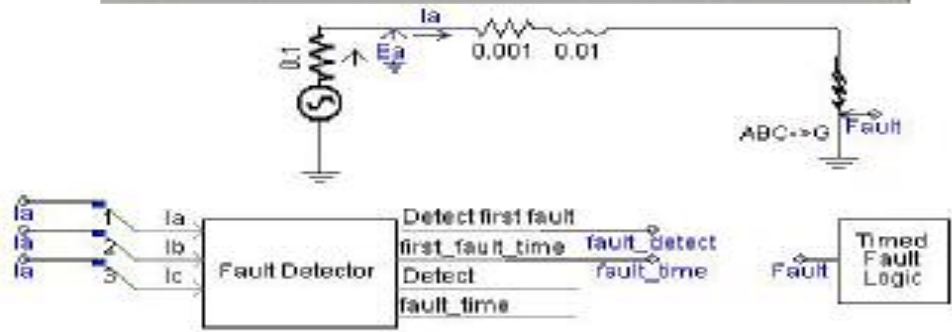 Ia
0.1
Ea
0.001 0.01
ABC->G
Fault
Ia 1 Ia
Ia 2 Ib
Ia 3 Ic
Fault Detector
Detect first fault
first_fault_time
Detect
fault_time
fault_detect
fault_time
Fault
Timed
Fault
Logic